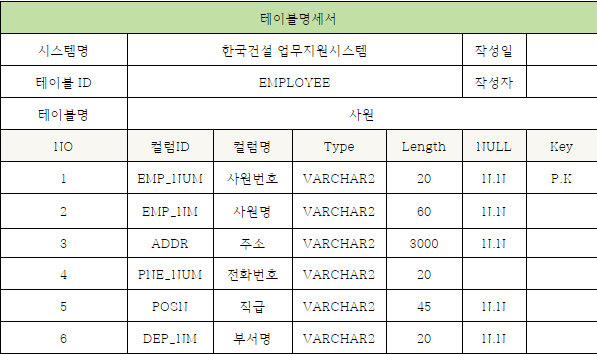 테이블명세서
시스템명 한국건설 업무지원시스템 작성일
테이블 ID EMPLOYEE 작성자
테이블명 사원
NO 컬럼ID 컬럼명 Type Length NULL Key
1 EMP_NUM 사원번호 VARCHAR2 20 N.N P.K
2 EMP_NM 사원명 VARCHAR2 60 N.N
3 ADDR 주소 VARCHAR2 3000 N.N
4 PNE_NUM 전화번호 VARCHAR2 20
5 POSN 직급 VARCHAR2 45 N.N
6 DEP_NM 부서명 VARCHAR2 20 N.N